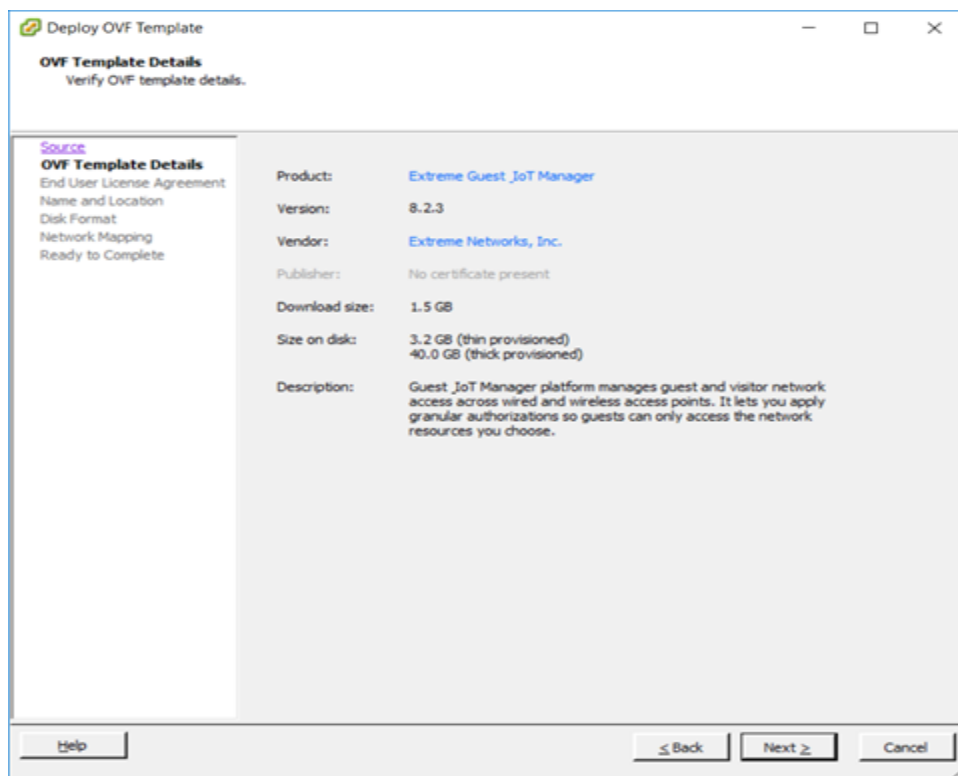 Deploy OVF Template
OVF Template Details
Verify OVF template details.
Source
OVF Template Details
End User License Agreement
Name and Location
Disk Format
Network Mapping
Ready to Complete
Product: Extreme Guest_IoT Manager
Version: 8.2.3
Vendor: Extreme Networks, Inc.
Publisher: No certificate present
Download size: 1.5 GB
Size on disk: 3.2 GB (thin provisioned)
40.0 GB (thick provisioned)
Description: Guest_IoT Manager platform manages guest and visitor network
access across wired and wireless access points. It lets you apply
granular authorizations so guests can only access the network
resources you choose.
Help
≤ Back
Next ≥
Cancel